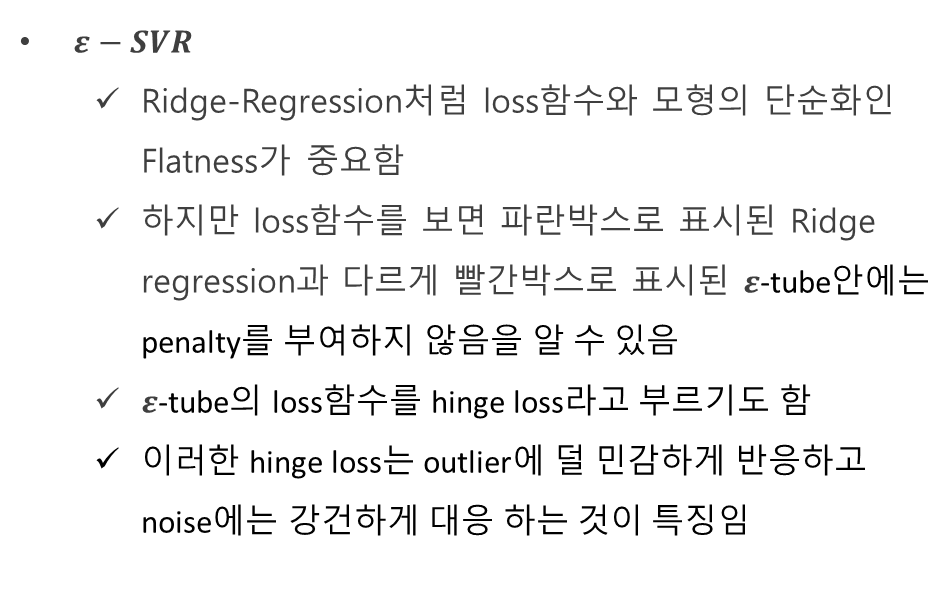 • ε − SVR
✓ Ridge-Regression처럼 loss함수와 모형의 단순화인
Flatness가 중요함
✓ 하지만 loss함수를 보면 파란박스로 표시된 Ridge
regression과 다르게 빨간박스로 표시된 ε-tube안에는
penalty를 부여하지 않음을 알 수 있음
✓ ε-tube의 loss함수를 hinge loss라고 부르기도 함
✓ 이러한 hinge loss는 outlier에 덜 민감하게 반응하고
noise에는 강건하게 대응 하는 것이 특징임